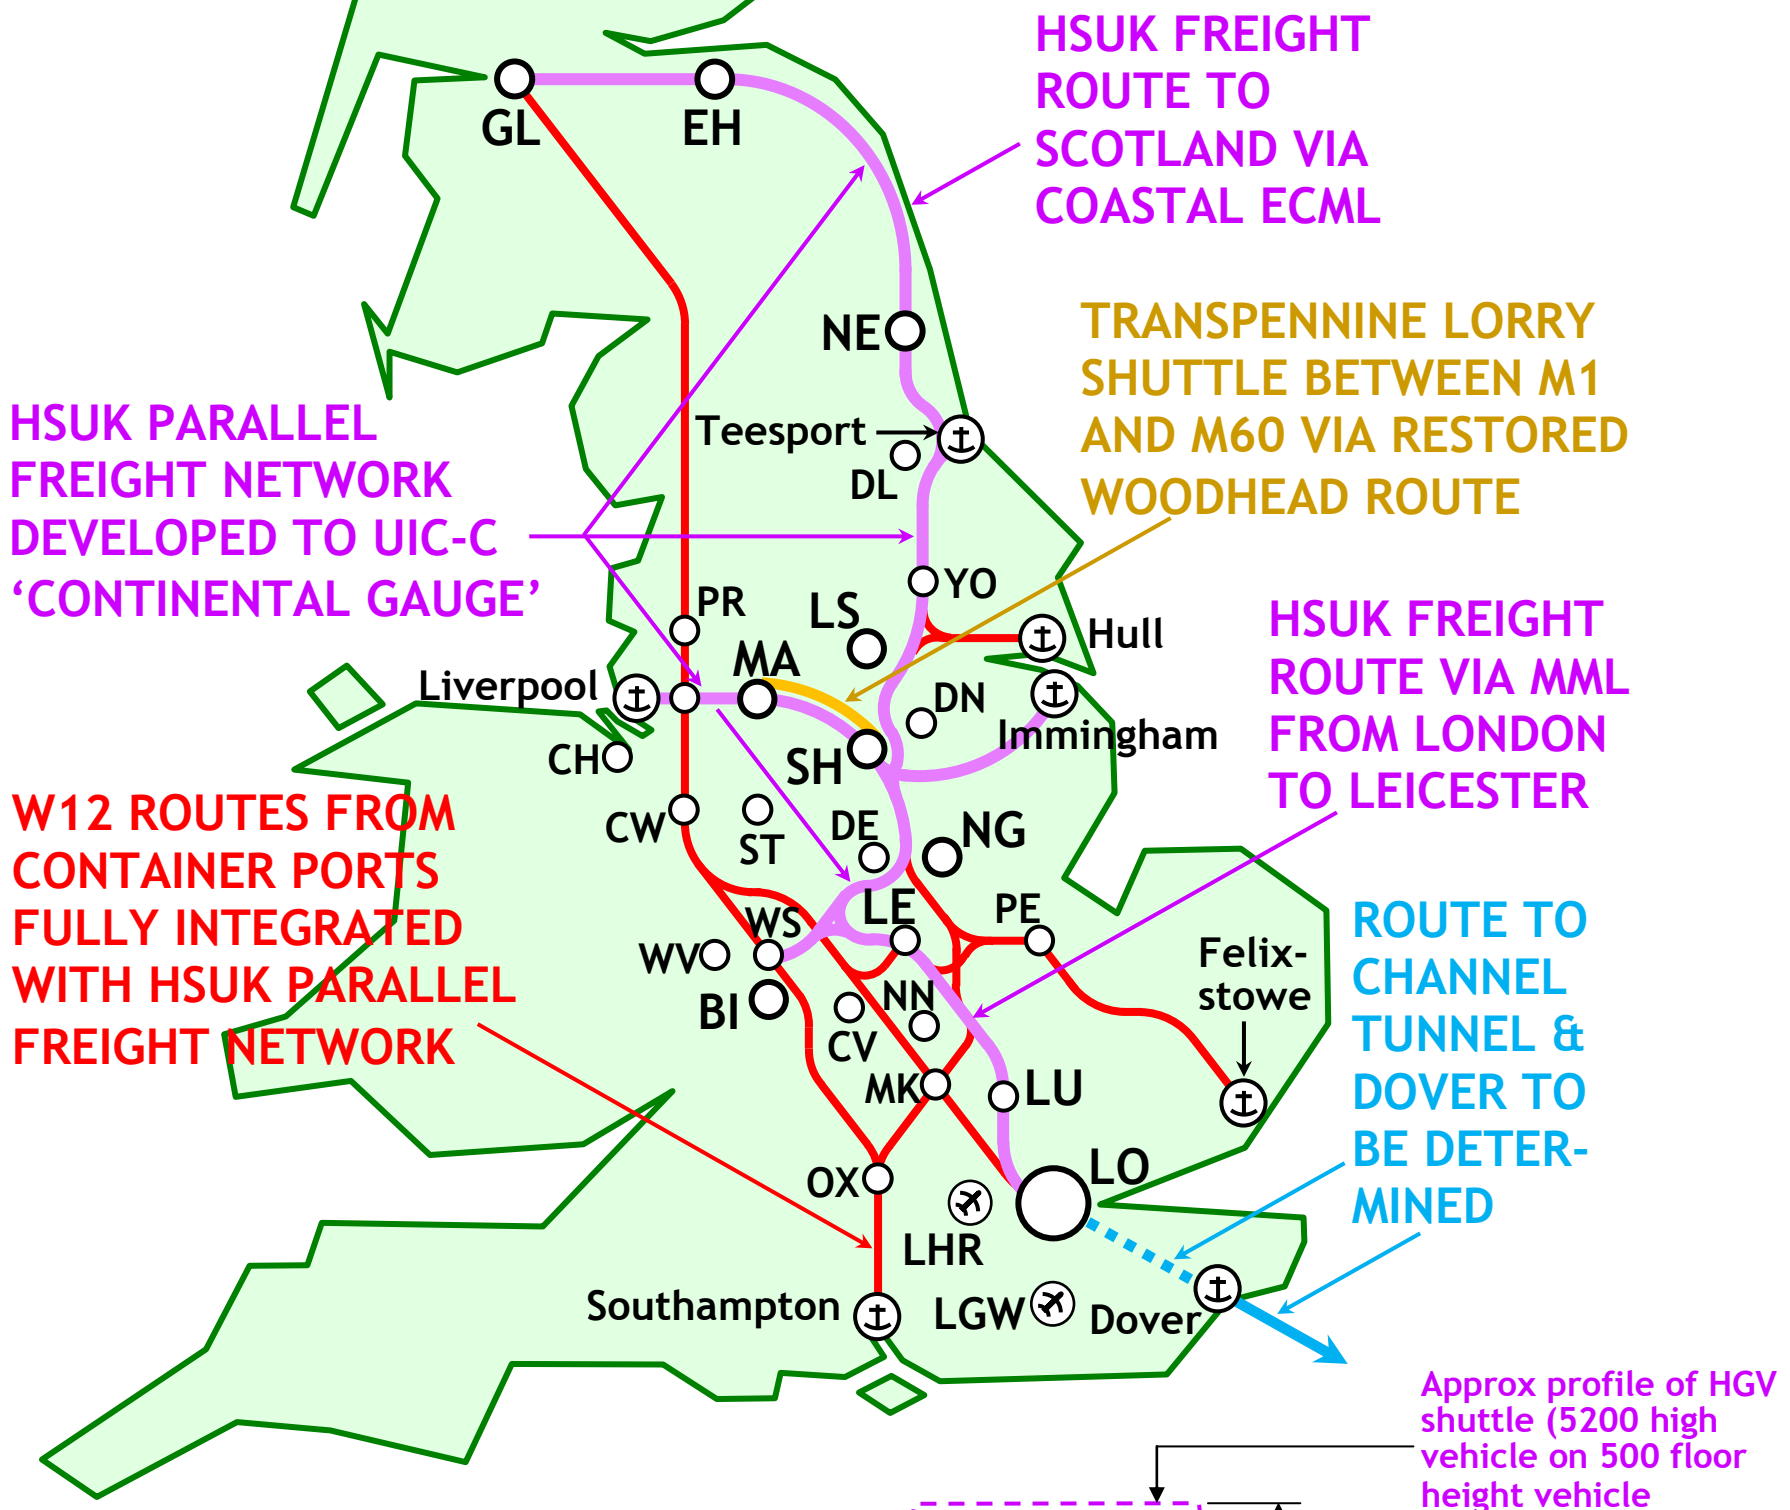 HSUK FREIGHT
ROUTE TO
SCOTLAND VIA
COASTAL ECML
GL
EH
TRANSPENNINE LORRY
SHUTTLE BETWEEN M1
AND M60 VIA RESTORED
WOODHEAD ROUTE
NE
HSUK PARALLEL
FREIGHT NETWORK
DEVELOPED TO UIC-C
‘CONTINENTAL GAUGE’
Teesport
DL
YO
PR
LS
Hull
HSUK FREIGHT
ROUTE VIA MML
FROM LONDON
TO LEICESTER
MA
Liverpool
DN
Immingham
CH
SH
W12 ROUTES FROM
CONTAINER PORTS
FULLY INTEGRATED
WITH HSUK PARALLEL
FREIGHT NETWORK
CW
ST
DE
NG
WS
LE
PE
WV
BI
CV
NN
Felix-
stowe
ROUTE TO
CHANNEL
TUNNEL &
DOVER TO
BE DETER-
MINED
MK
LU
OX
LO
LHR
Southampton
LGW
Dover
Approx profile of HGV
shuttle (5200 high
vehicle on 500 floor
height vehicle